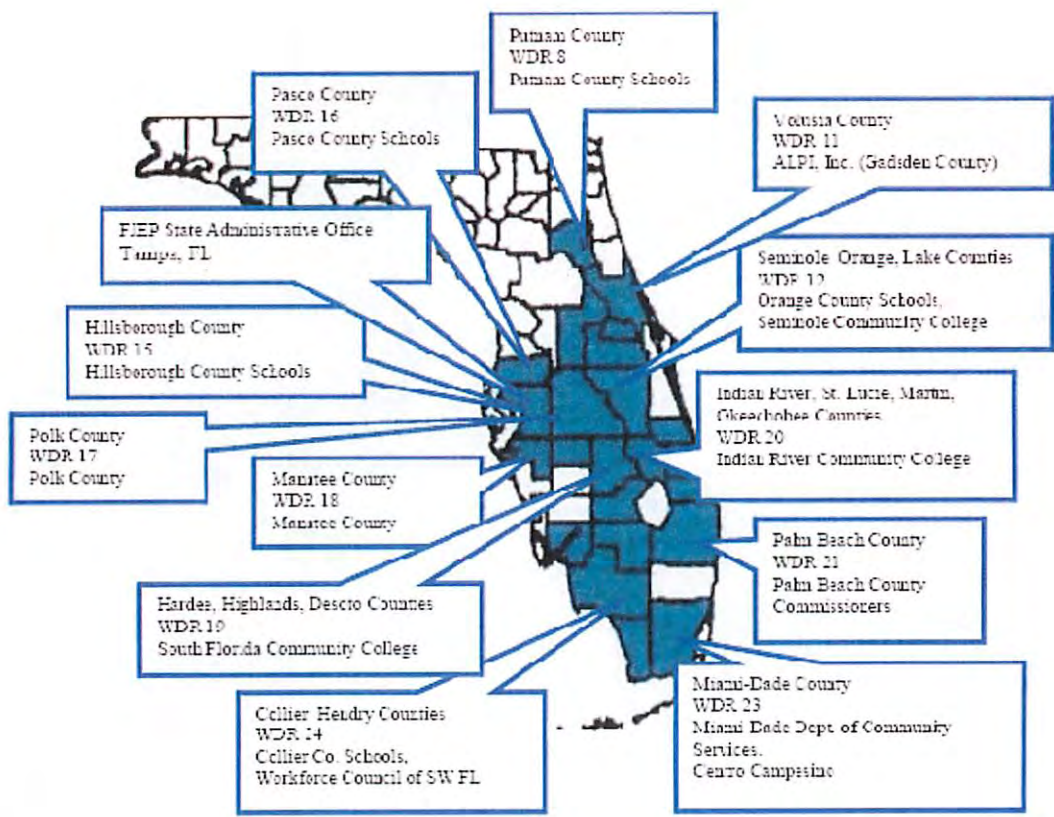 Putnam County
WDR 8
Putnam County Schools
Pasco County
WDR 16
Pasco County Schools
Volusia County
WDR 11
ALPI, Inc. (Gadsden County)
FJEP State Administrative Office
Tampa, FL
Seminole Orange, Lake Counties
WDR 12
Orange County Schools,
Seminole Community College
Hillsborough County
WDR 15
Hillsborough County Schools
Indian River, St. Lucie, Martin,
Okeechobee Counties
WDR 20
Indian River Community College
Polk County
WDR 17
Polk County
Manatee County
WDR 18
Manatee County
Palm Beach County
WDR 21
Palm Beach County
Commissioners
Hardee, Highlands, Desoto Counties
WDR 19
South Florida Community College
Collier Hendry Counties
WDR 24
Collier Co. Schools,
Workforce Council of SW FL
Miami-Dade County
WDR 23
Miami Dade Dept. of Community
Services,
Centro Campesino